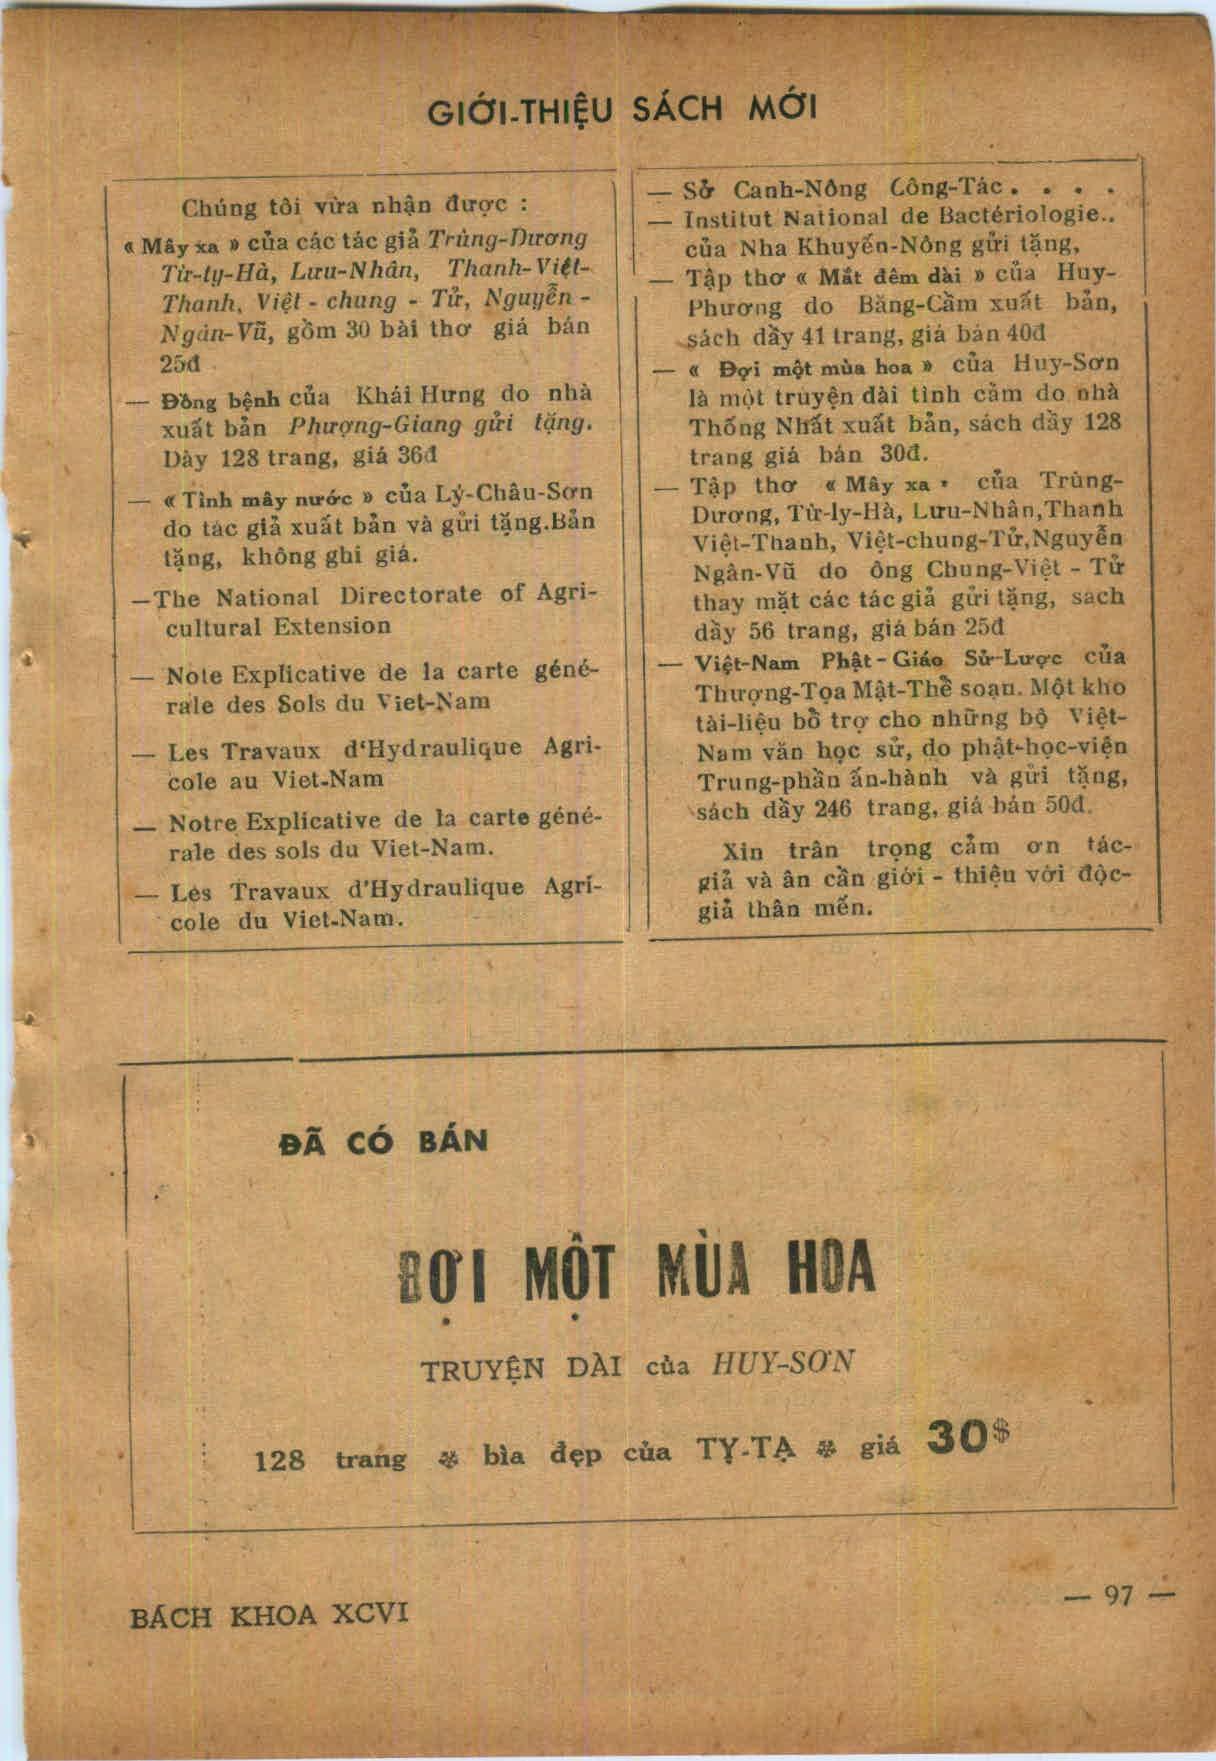 GIỚI-THIỆU SÁCH MỚI
Chúng tôi vừa nhận được :
« Mây xa » của các tác giả Trùng-Dương
Từ-ly-Hà, Lưu-Nhân, Thanh-Việt-
Thanh, Việt - chung - Tử, Nguyễn -
Ngân-Vũ, gồm 30 bài thơ giá bán
25đ
— Đồng bệnh của Khái Hưng do nhà
xuất bản Phượng-Giang gửi tặng.
Dày 128 trang, giá 36đ
— « Tình mây nước » của Lý-Châu-Sơn
do tác giả xuất bản và gửi tặng.Bản
tặng, không ghi giá.
—The National Directorate of Agri-
cultural Extension
— Note Explicative de la carte géné-
rale des Sols du Viet-Nam
— Les Travaux d‘Hydraulique Agri-
cole au Viet-Nam
— Notre Explicative de la carte géné-
rale des sols du Viet-Nam.
— Les Travaux d'Hydraulique Agri-
cole du Viet-Nam.
— Sở Canh-Nông Công-Tác . . . .
— Institut National de Bactériologie..
của Nha Khuyến-Nông gửi tặng,
— Tập thơ « Mắt đêm dài » của Huy-
Phương do Băng-Cầm xuất bản,
sách dầy 41 trang, giá bán 40đ
— « Đợi một mùa hoa » của Huy-Sơn
là một truyện dài tình cảm do nhà
Thống Nhất xuất bản, sách dầy 128
trang giá bán 30đ.
— Tập thơ « Mây xa • của Trùng-
Dương, Từ-ly-Hà, Lưu-Nhân,Thanh
Việt-Thanh, Việt-chung-Tử,Nguyễn
Ngân-Vũ do ông Chung-Việt - Tử
thay mặt các tác giả gửi tặng, sách
dầy 56 trang, giá bán 25đ
— Việt-Nam Phật-Giáo Sử-Lược của
Thượng-Tọa Mật-Thể soạn. Một kho
tài-liệu bổ trợ cho những bộ Việt-
Nam văn học sử, do phật-học-viện
Trung-phần ấn-hành và gửi tặng,
sách dầy 246 trang, giá bán 50đ.
Xin trân trọng cảm ơn tác-
giả và ân cần giới - thiệu với độc-
giả thân mến.
ĐÃ CÓ BÁN
ĐỢI MỘT MÙA HOA
TRUYỆN DÀI của HUY-SƠN
128 trang * bìa đẹp của TỴ-TẠ * giá 30$
BÁCH KHOA XCVI
— 97 —